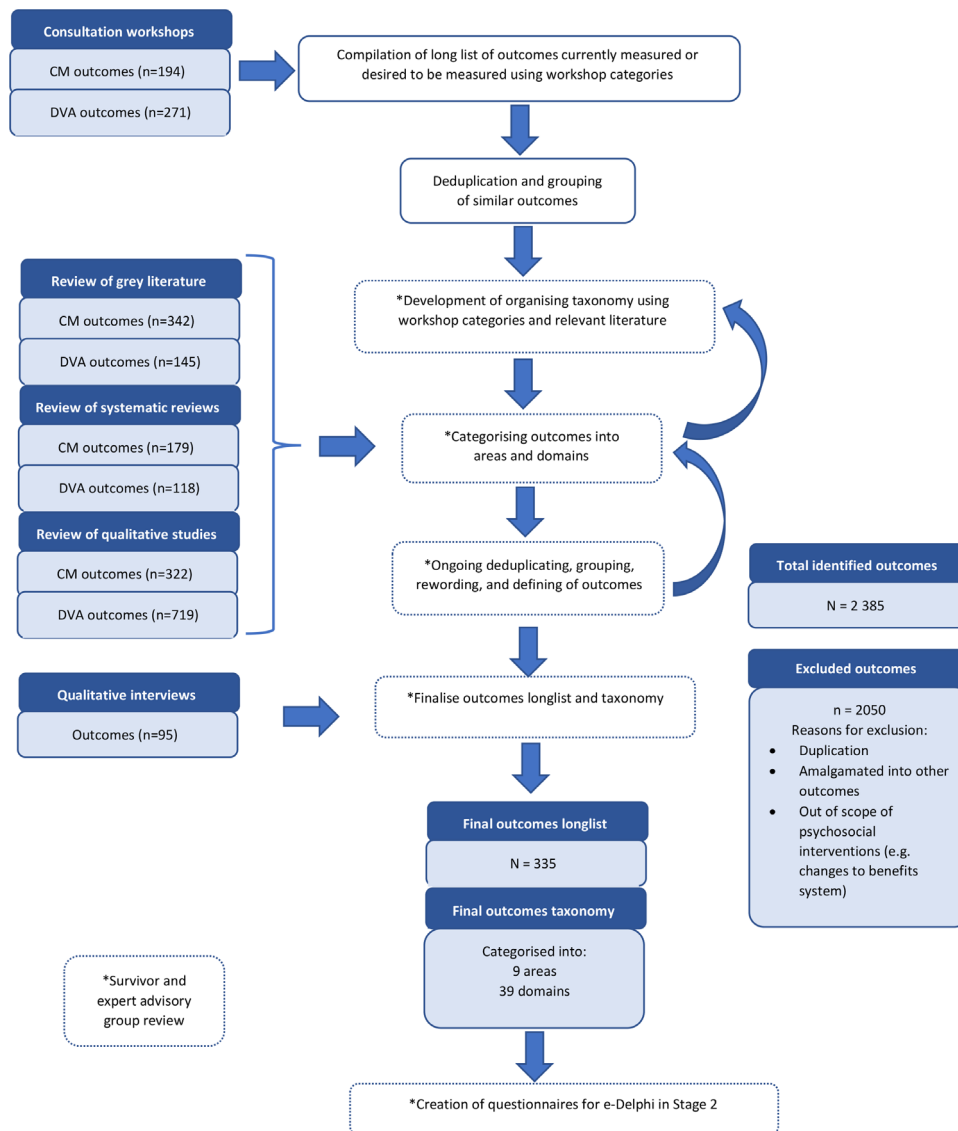 Consultation workshops
CM outcomes (n=194)
DVA outcomes (n=271)
Compilation of long list of outcomes currently measured or
desired to be measured using workshop categories
Deduplication and grouping
of similar outcomes
Review of grey literature
CM outcomes (n=342)
DVA outcomes (n=145)
Review of systematic reviews
CM outcomes (n=179)
DVA outcomes (n=118)
Review of qualitative studies
CM outcomes (n=322)
DVA outcomes (n=719)
*Development of organising taxonomy using
workshop categories and relevant literature
*Categorising outcomes into
areas and domains
*Ongoing deduplicating, grouping,
rewording, and defining of outcomes
Qualitative interviews
Outcomes (n=95)
*Finalise outcomes longlist and taxonomy
Total identified outcomes
N = 2 385
Excluded outcomes
n = 2050
Reasons for exclusion:
• Duplication
• Amalgamated into other
outcomes
• Out of scope of
psychosocial
interventions (e.g.
changes to benefits
system)
Final outcomes longlist
N = 335
Final outcomes taxonomy
Categorised into:
9 areas
39 domains
*Survivor and
expert advisory
group review
*Creation of questionnaires for e-Delphi in Stage 2